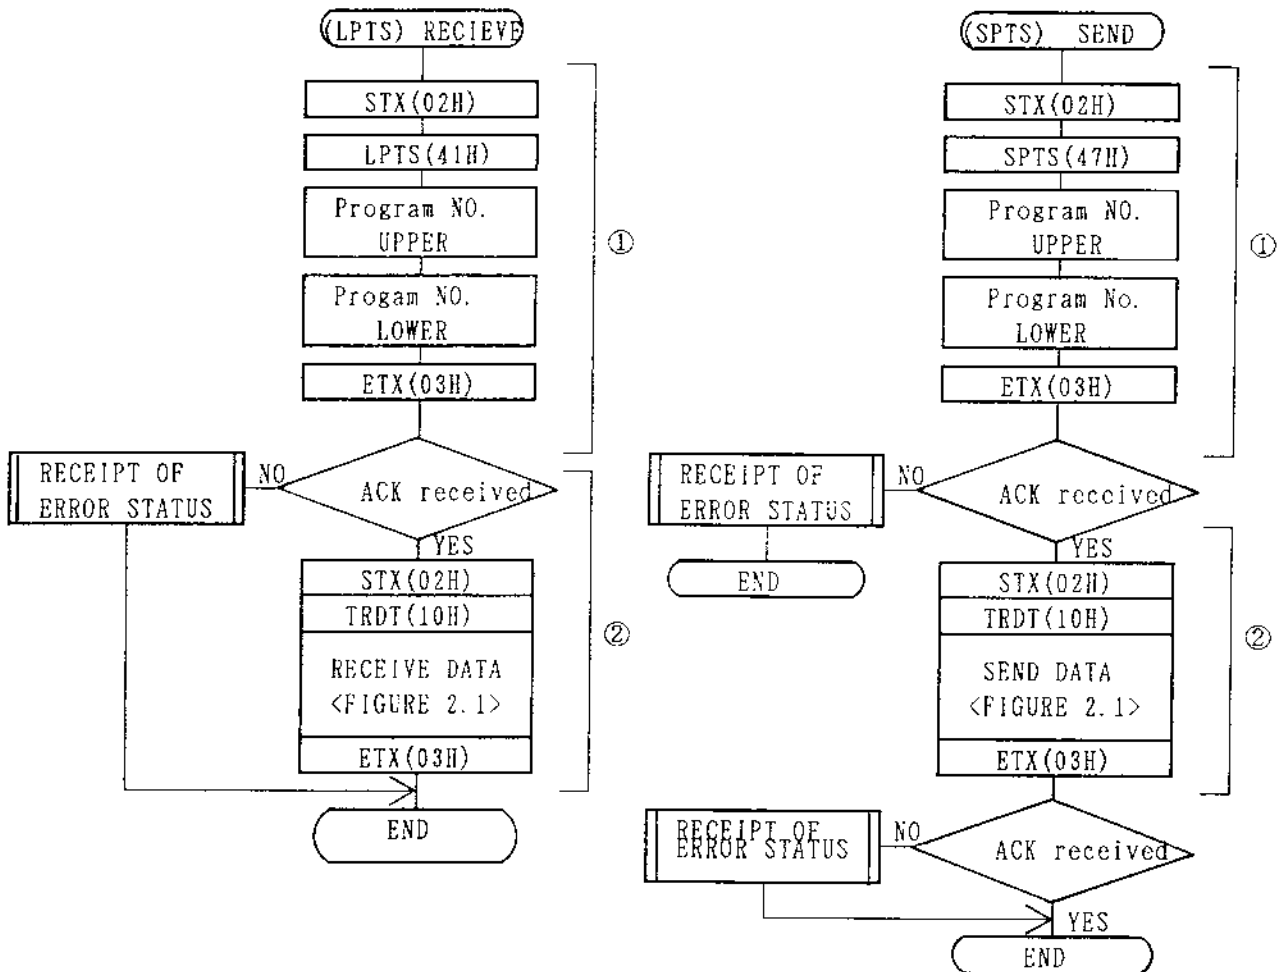 (LPTS) RECIEVE
STX(02H)
LPTS(41H)
Program NO.
UPPER
Progam NO.
LOWER
ETX(03H)
①
RECEIPT OF
ERROR STATUS
NO
ACK received
YES
STX(02H)
TRDT(10H)
RECEIVE DATA
<FIGURE 2.1>
ETX(03H)
②
END
(SPTS) SEND
STX(02H)
SPTS(47H)
Program NO.
UPPER
Program No.
LOWER
ETX(03H)
①
RECEIPT OF
ERROR STATUS
NO
ACK received
END
YES
STX(02H)
TRDT(10H)
SEND DATA
<FIGURE 2.1>
ETX(03H)
②
RECEIPT OF
ERROR STATUS
NO
ACK received
YES
END